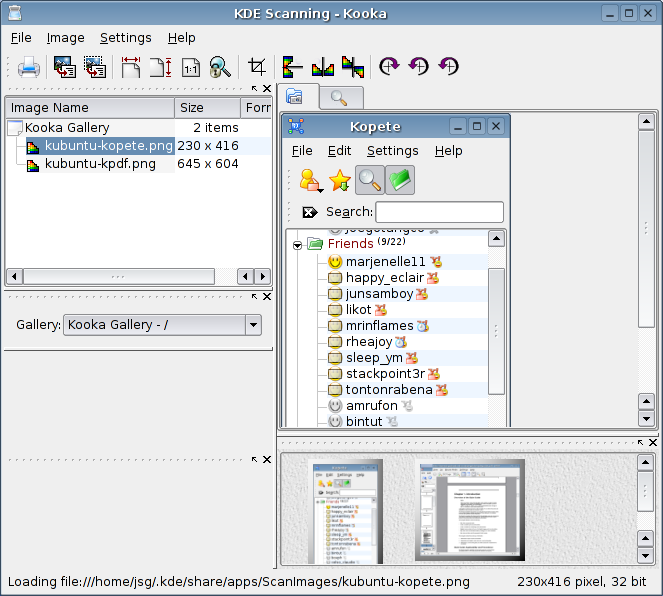 KDE Scanning - Kooka
File Image Settings Help
Image Name Size Forr
Kooka Gallery 2 items
kubuntu-kopete.png 230 x 416
kubuntu-kpdf.png 645 x 604
Gallery: Kooka Gallery - /
Kopete
File Edit Settings Help
Search:
Friends (9/22)
marjenelle11
happy_eclair
junsamboy
likot
mrinflames
rheajoy
sleep_ym
stackpoint3r
tontonrabena
amrufon
bintut
Loading file:///home/jsg/.kde/share/apps/ScanImages/kubuntu-kopete.png 230x416 pixel, 32 bit